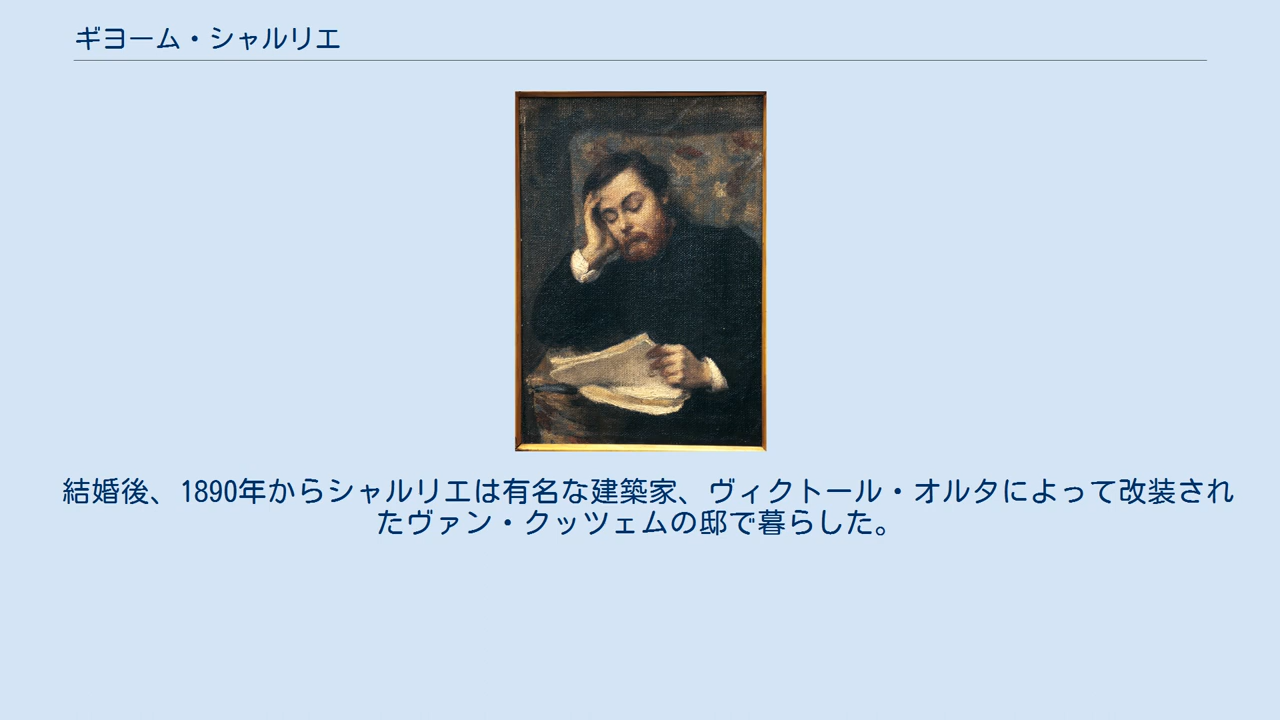 ギヨーム・シャルリエ
結婚後、1890年からシャルリエは有名な建築家、ヴィクトール・オルタによって改装され
たヴァン・クッツェムの邸で暮らした。